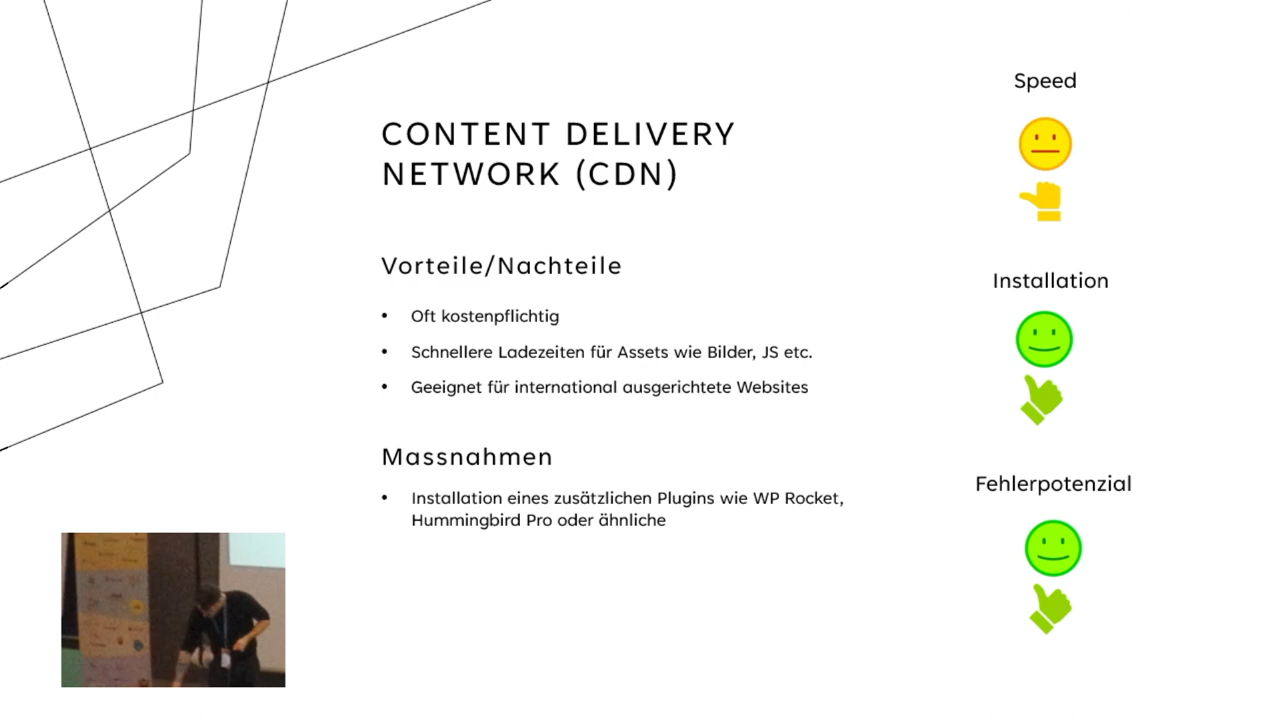 CONTENT DELIVERY
NETWORK (CDN)
Vorteile/Nachteile
• Oft kostenpflichtig
• Schnellere Ladezeiten für Assets wie Bilder, JS etc.
• Geeignet für international ausgerichtete Websites
Massnahmen
• Installation eines zusätzlichen Plugins wie WP Rocket,
Hummingbird Pro oder ähnliche
Speed
Installation
Fehlerpotenzial